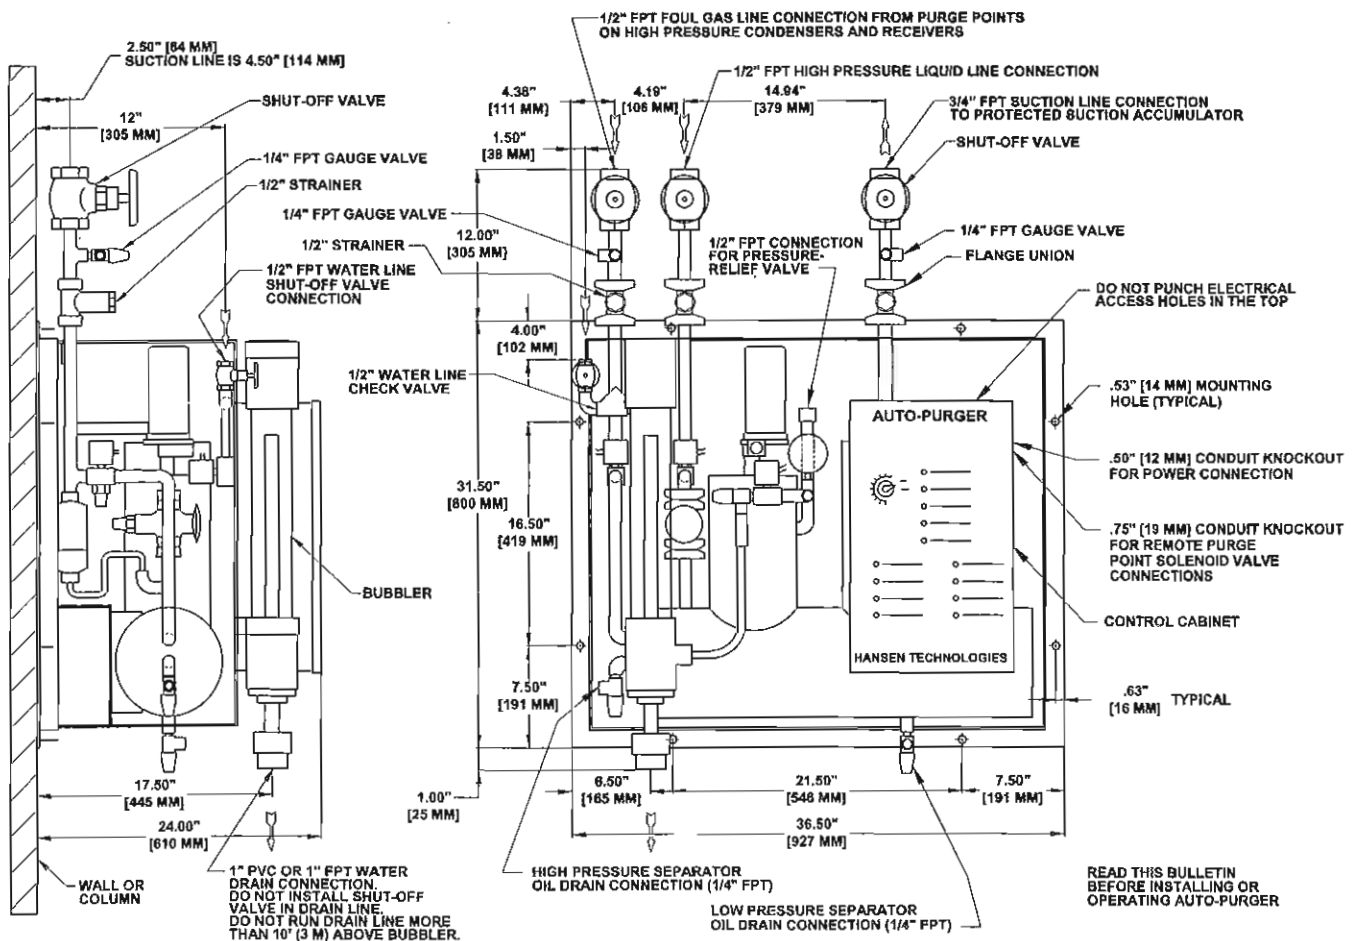 1/2" FPT FOUL GAS LINE CONNECTION FROM PURGE POINTS
ON HIGH PRESSURE CONDENSERS AND RECEIVERS
2.50" [64 MM]
SUCTION LINE IS 4.50" [114 MM]
1/2" FPT HIGH PRESSURE LIQUID LINE CONNECTION
4.38"
[111 MM]
4.19"
[106 MM]
14.94"
[379 MM]
3/4" FPT SUCTION LINE CONNECTION
TO PROTECTED SUCTION ACCUMULATOR
SHUT-OFF VALVE
12"
[305 MM]
1.50"
[38 MM]
SHUT-OFF VALVE
1/4" FPT GAUGE VALVE
1/2" STRAINER
1/4" FPT GAUGE VALVE
12.00"
[305 MM]
1/2" STRAINER
1/2" FPT CONNECTION
FOR PRESSURE-
RELIEF VALVE
1/4" FPT GAUGE VALVE
FLANGE UNION
1/2" FPT WATER LINE
SHUT-OFF VALVE
CONNECTION
DO NOT PUNCH ELECTRICAL
ACCESS HOLES IN THE TOP
4.00"
[102 MM]
1/2" WATER LINE
CHECK VALVE
.53" [14 MM] MOUNTING
HOLE (TYPICAL)
AUTO-PURGER
.50" [12 MM] CONDUIT KNOCKOUT
FOR POWER CONNECTION
31.50"
[800 MM]
16.50"
[419 MM]
.75" [19 MM] CONDUIT KNOCKOUT
FOR REMOTE PURGE
POINT SOLENOID VALVE
CONNECTIONS
BUBBLER
CONTROL CABINET
HANSEN TECHNOLOGIES
7.50"
[191 MM]
.63"
[16 MM]
TYPICAL
17.50"
[445 MM]
1.00"
[25 MM]
6.50"
[165 MM]
21.50"
[546 MM]
7.50"
[191 MM]
24.00"
[610 MM]
36.50"
[927 MM]
WALL OR
COLUMN
1" PVC OR 1" FPT WATER
DRAIN CONNECTION.
DO NOT INSTALL SHUT-OFF
VALVE IN DRAIN LINE.
DO NOT RUN DRAIN LINE MORE
THAN 10' (3 M) ABOVE BUBBLER.
HIGH PRESSURE SEPARATOR
OIL DRAIN CONNECTION (1/4" FPT)
LOW PRESSURE SEPARATOR
OIL DRAIN CONNECTION (1/4" FPT)
READ THIS BULLETIN
BEFORE INSTALLING OR
OPERATING AUTO-PURGER